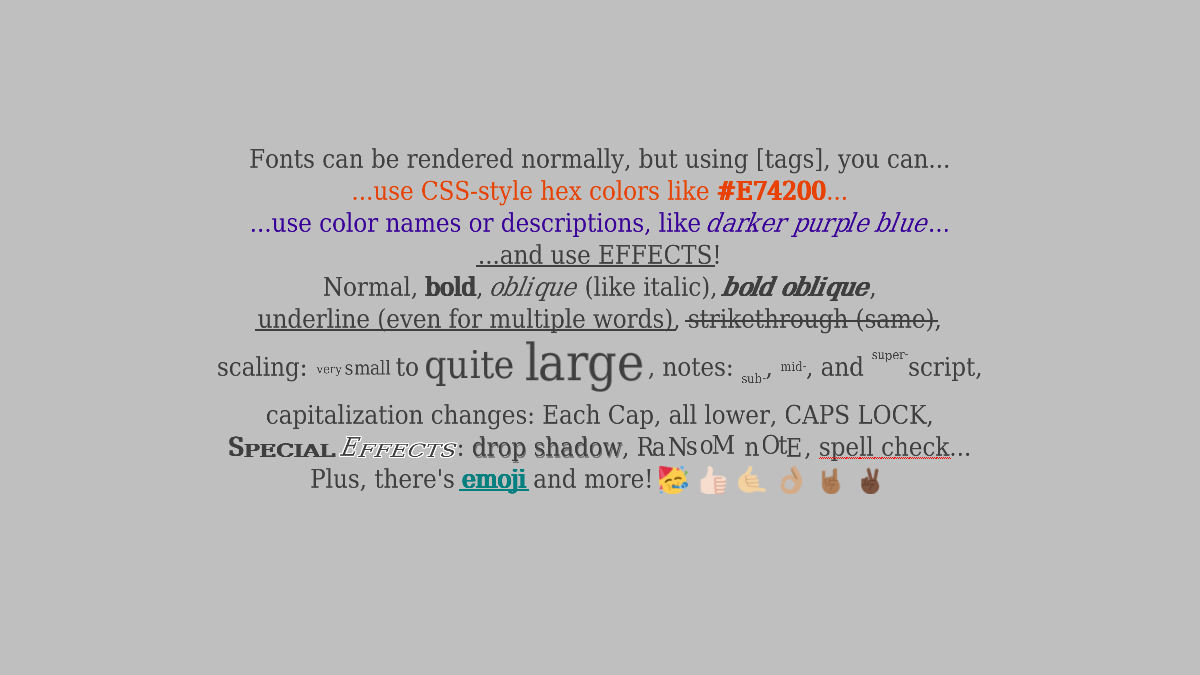 Fonts can be rendered normally, but using [tags], you can...
...use CSS-style hex colors like #E74200...
...use color names or descriptions, like darker purple blue...
...and use EFFECTS!
Normal, bold, oblique (like italic), bold oblique,
underline (even for multiple words), strikethrough (same),
scaling: very small to quite large, notes: sub-, mid-, and super-script,
capitalization changes: Each Cap, all lower, CAPS LOCK,
Special Effects: drop shadow, RaNsoM nOtE, spell check...
Plus, there's emoji and more! 🥳 👍🏻 🤙🏼 👌🏽 🤘🏾 ✌🏿